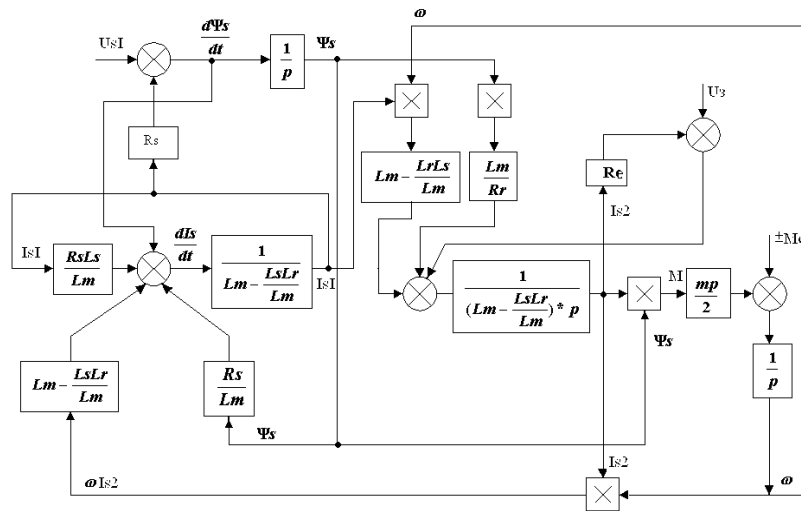 ω
UsI
dΨs
dt
1
p
Ψs
U3
Rs
Lm − LrLs
Lm
Lm
Rr
Re
Is2
IsI
RsLs
Lm
dIs
dt
1
Lm − LsLr
Lm
IsI
1
(Lm − LsLr
Lm) * p
M
mp
2
Ψs
1
p
Lm − LsLr
Lm
Rs
Lm
Ψs
ω Is2
Is2
ω